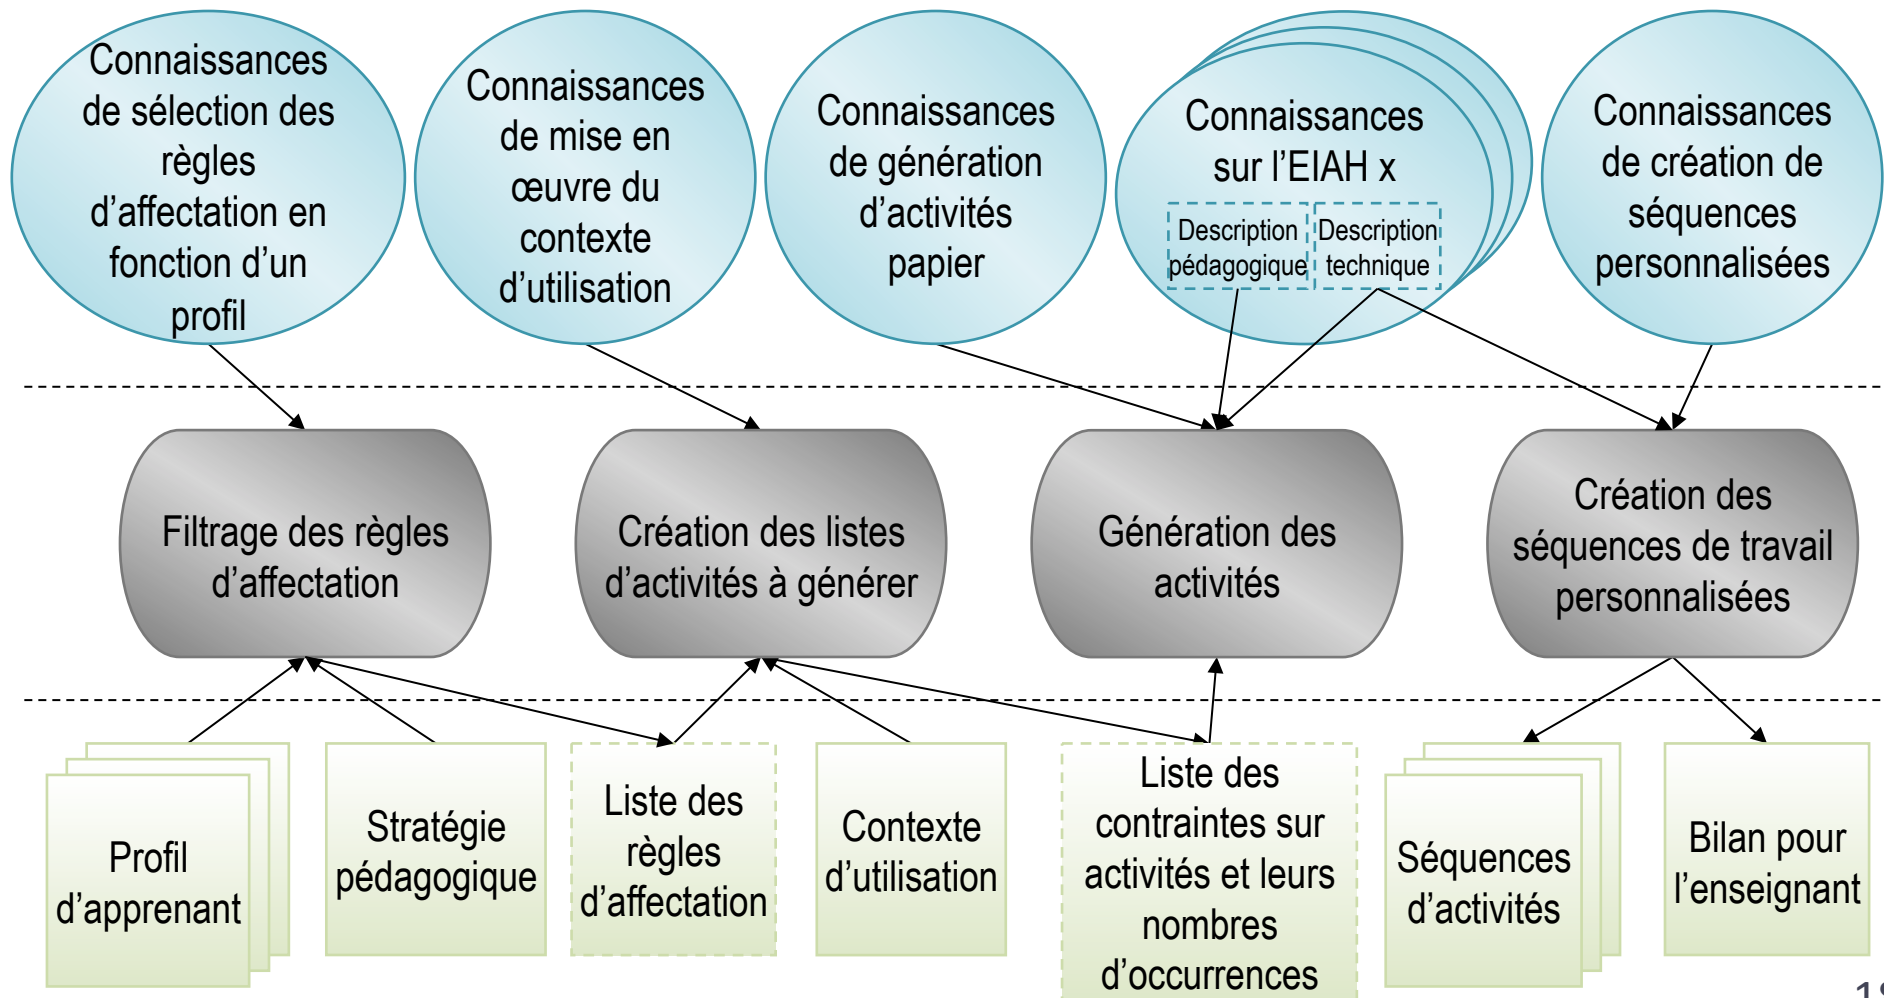 Connaissances
de sélection des
règles
d’affectation en
fonction d’un
profil
Connaissances
de mise en
œuvre du
contexte
d’utilisation
Connaissances
de génération
d’activités
papier
Connaissances
sur l’EIAH x
Description
pédagogique
Description
technique
Connaissances
de création de
séquences
personnalisées
Filtrage des règles
d’affectation
Création des listes
d’activités à générer
Génération des
activités
Création des
séquences de travail
personnalisées
Profil
d’apprenant
Stratégie
pédagogique
Liste des
règles
d’affectation
Contexte
d’utilisation
Liste des
contraintes sur
activités et leurs
nombres
d’occurrences
Séquences
d’activités
Bilan pour
l’enseignant